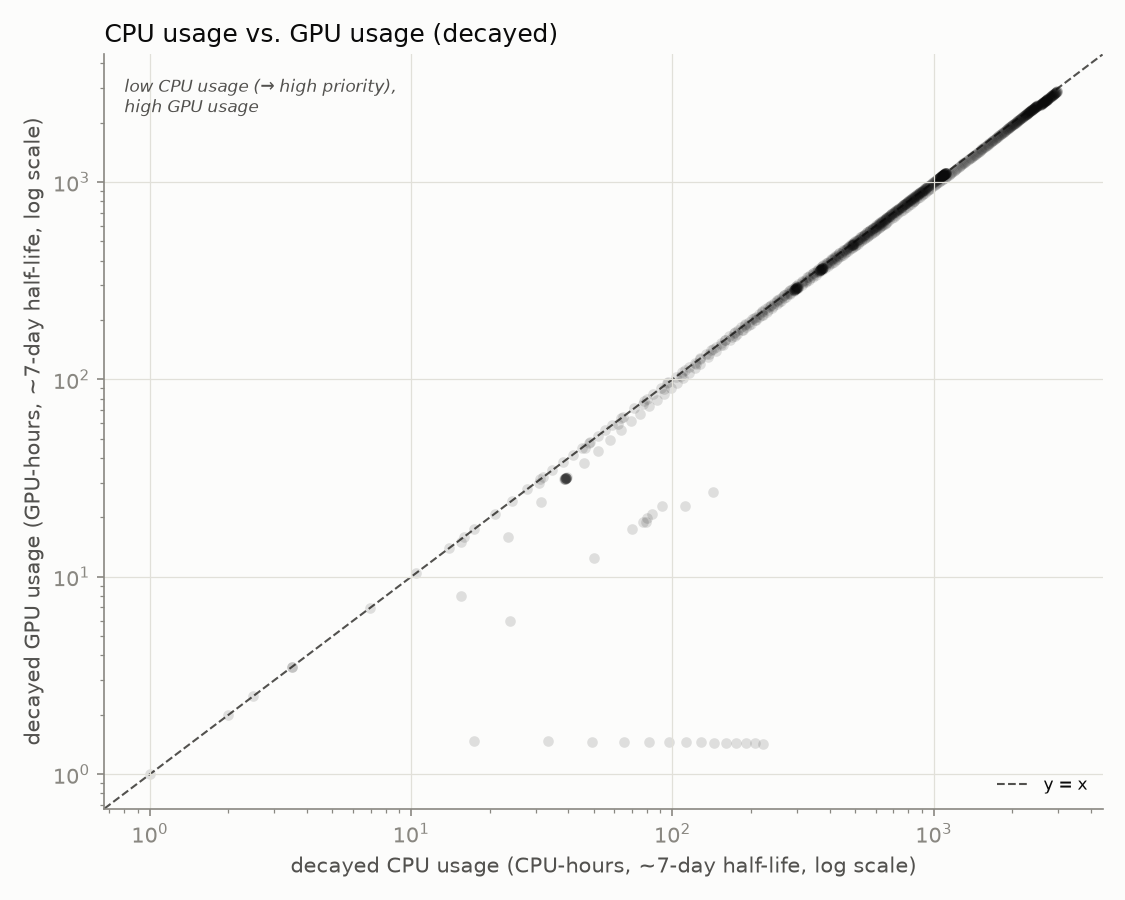 CPU usage vs. GPU usage (decayed)
low CPU usage (→ high priority),
high GPU usage
decayed GPU usage (GPU-hours, ~7-day half-life, log scale)
10³
10²
10¹
10⁰
y = x
10⁰ 10¹ 10² 10³
decayed CPU usage (CPU-hours, ~7-day half-life, log scale)